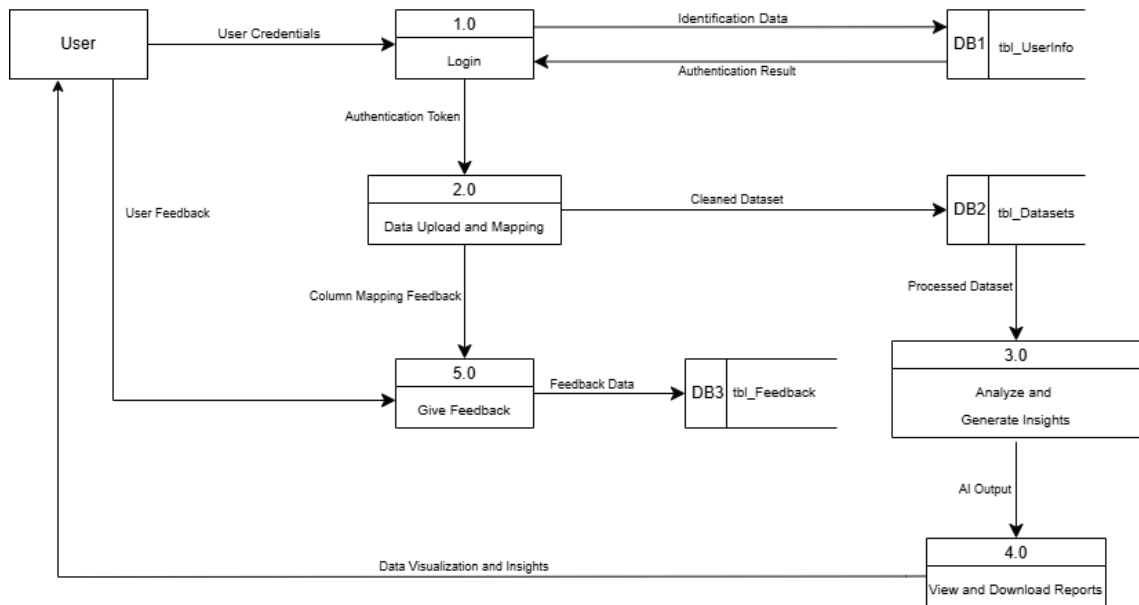 User
User Credentials
1.0
Login
Identification Data
Authentication Result
DB1
tbl_UserInfo
Authentication Token
2.0
Data Upload and Mapping
Cleaned Dataset
DB2
tbl_Datasets
User Feedback
Column Mapping Feedback
Processed Dataset
5.0
Give Feedback
Feedback Data
DB3
tbl_Feedback
3.0
Analyze and
Generate Insights
AI Output
4.0
View and Download Reports
Data Visualization and Insights